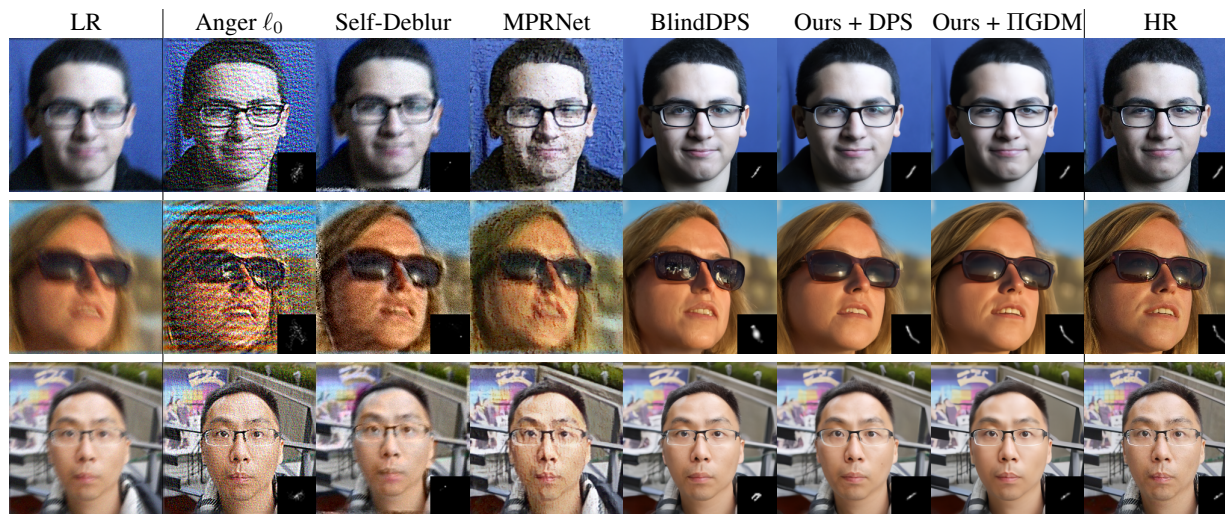 LR Anger ℓ₀ Self-Deblur MPRNet BlindDPS Ours + DPS Ours + ΠGDM HR